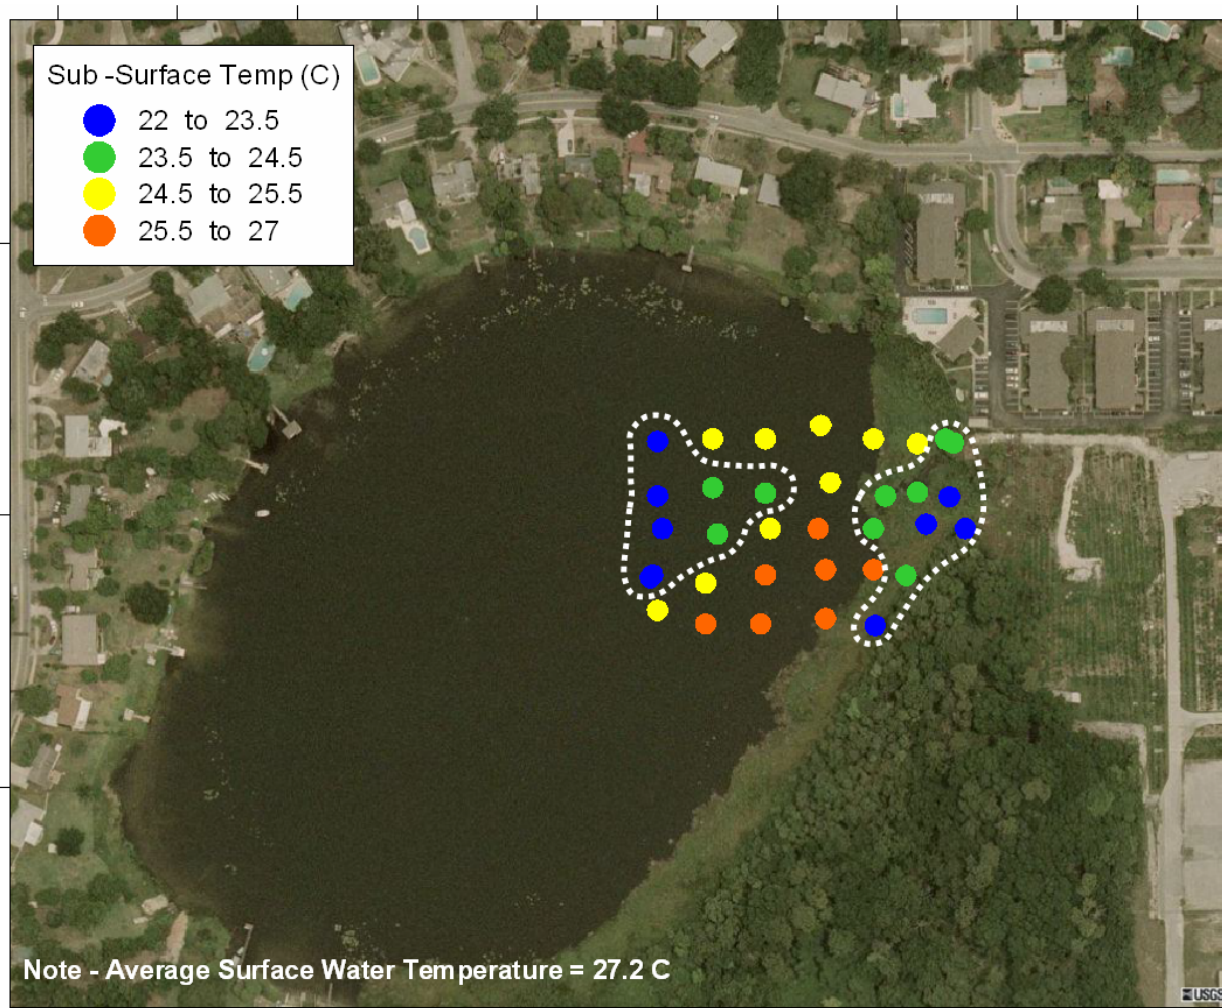 Sub -Surface Temp (C)
22 to 23.5
23.5 to 24.5
24.5 to 25.5
25.5 to 27
Note - Average Surface Water Temperature = 27.2 C
USGS